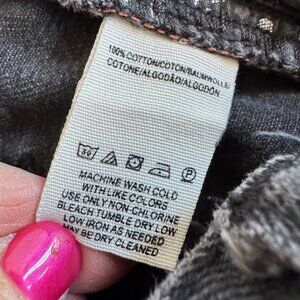 100% COTTON/COTON/BAUMWOLLE/
COTONE/ALGODÃO/ALGODÓN
MACHINE WASH COLD
WITH LIKE COLORS
USE ONLY NON-CHLORINE
BLEACH TUMBLE DRY LOW
LOW IRON AS NEEDED
MAY BE DRY CLEANED